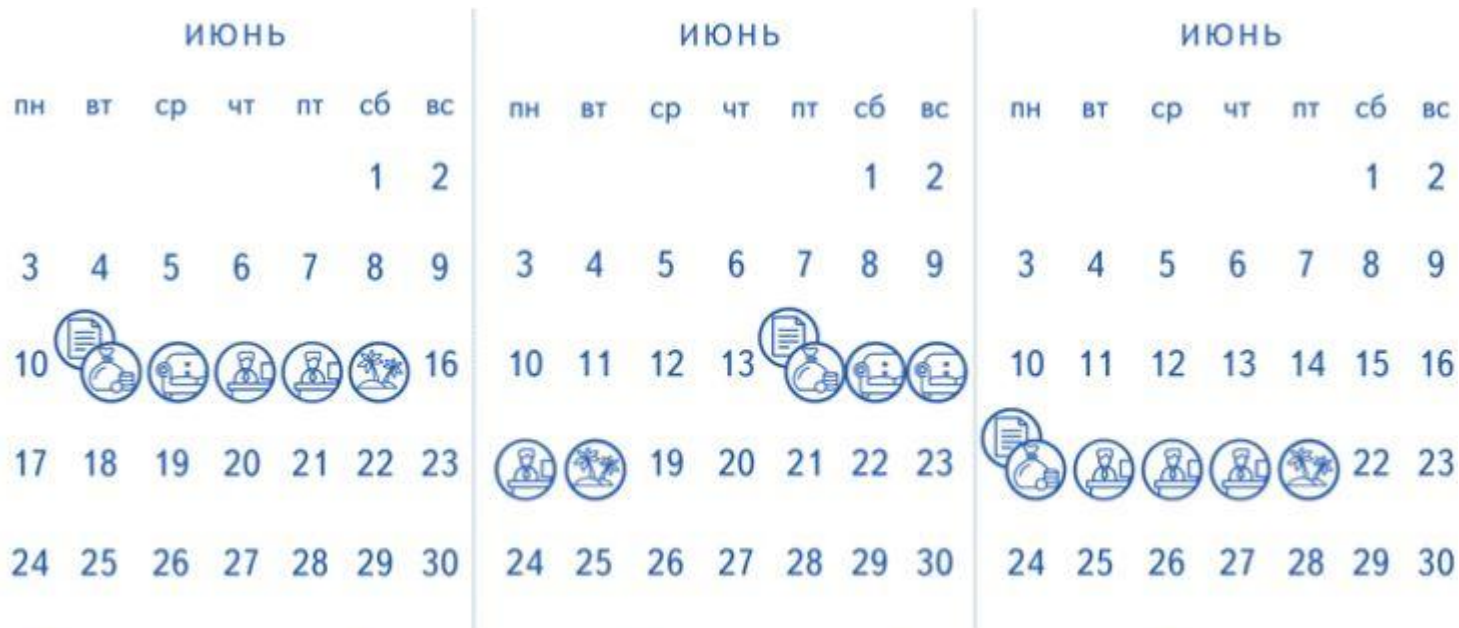 ИЮНЬ
пн вт ср чт пт сб вс
1 2
3 4 5 6 7 8 9
10 16
17 18 19 20 21 22 23
24 25 26 27 28 29 30
ИЮНЬ
пн вт ср чт пт сб вс
1 2
3 4 5 6 7 8 9
10 11 12 13
19 20 21 22 23
24 25 26 27 28 29 30
ИЮНЬ
пн вт ср чт пт сб вс
1 2
3 4 5 6 7 8 9
10 11 12 13 14 15 16
22 23
24 25 26 27 28 29 30